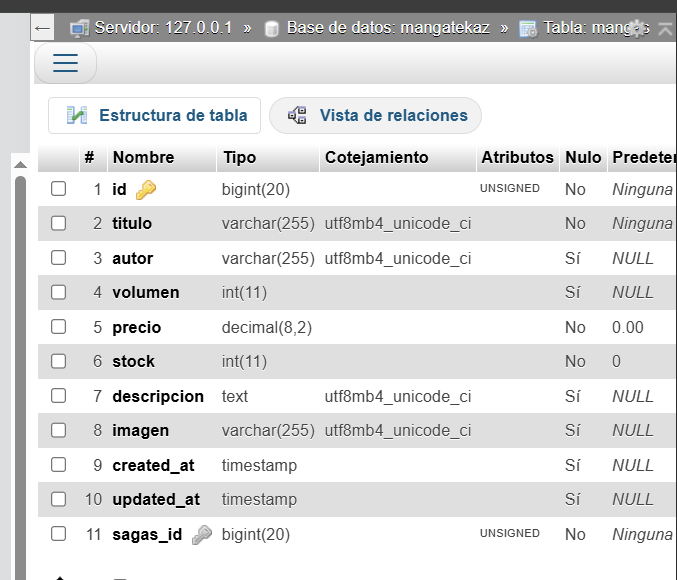 ← Servidor: 127.0.0.1 » Base de datos: mangatekaz » Tabla: mangas
Estructura de tabla Vista de relaciones
# Nombre Tipo Cotejamiento Atributos Nulo Predeter
1 id bigint(20) UNSIGNED No Ninguna
2 titulo varchar(255) utf8mb4_unicode_ci No Ninguna
3 autor varchar(255) utf8mb4_unicode_ci Sí NULL
4 volumen int(11) Sí NULL
5 precio decimal(8,2) No 0.00
6 stock int(11) No 0
7 descripcion text utf8mb4_unicode_ci Sí NULL
8 imagen varchar(255) utf8mb4_unicode_ci Sí NULL
9 created_at timestamp Sí NULL
10 updated_at timestamp Sí NULL
11 sagas_id bigint(20) UNSIGNED No Ninguna